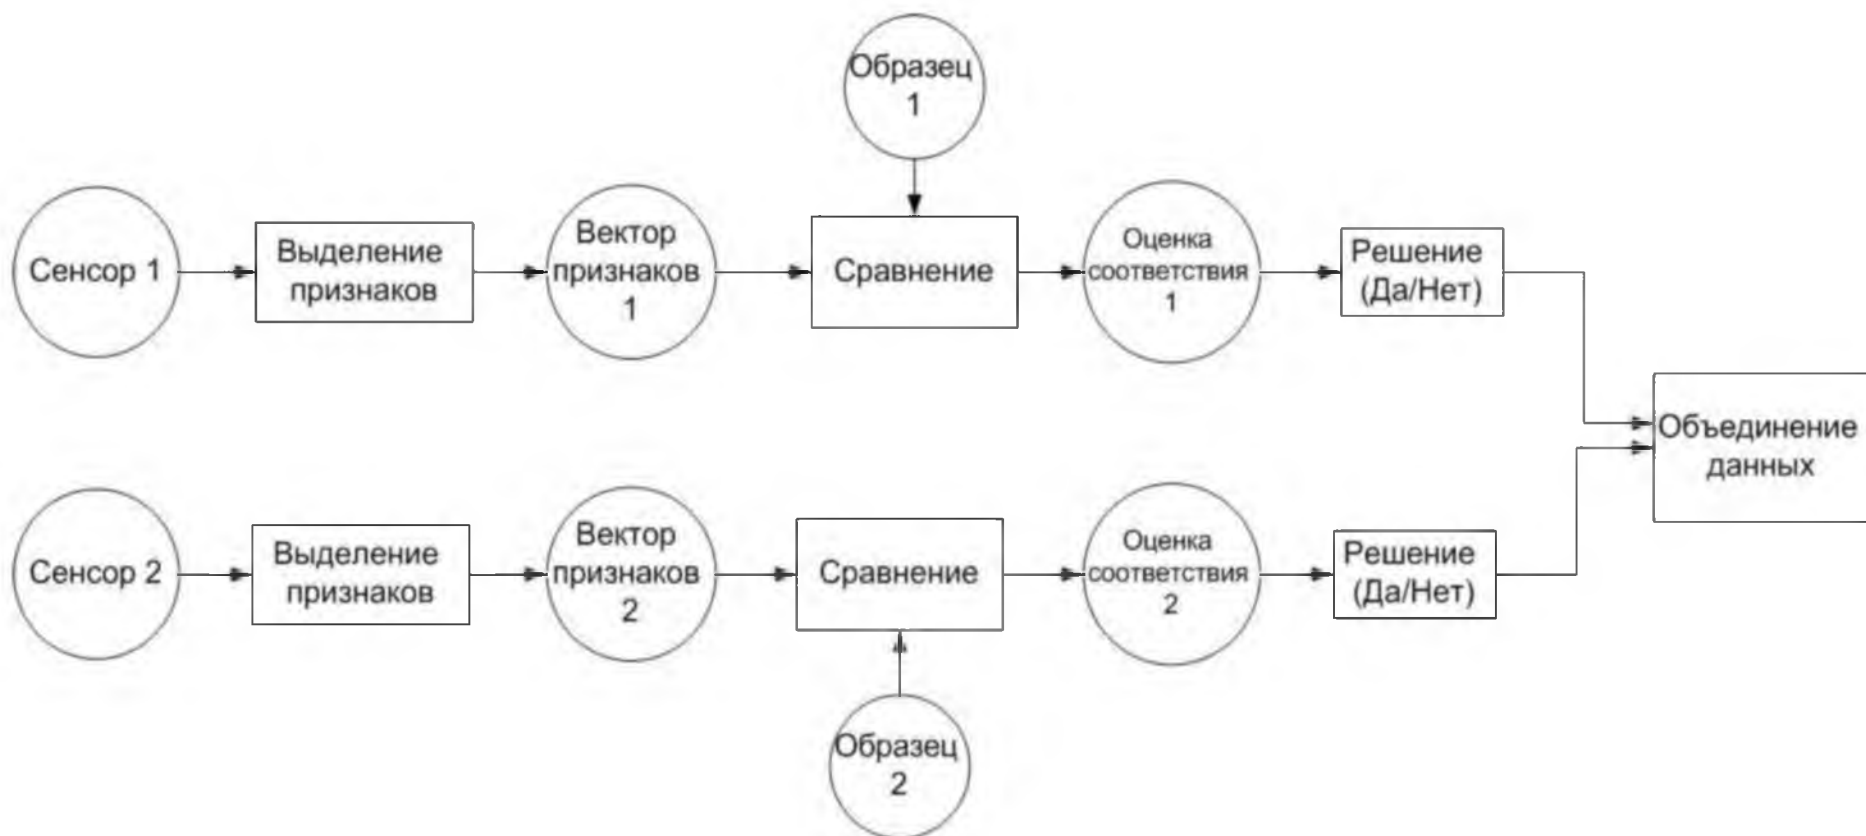 Образец
1
Сенсор 1
Выделение
признаков
Вектор
признаков
1
Сравнение
Оценка
соответствия
1
Решение
(Да/Нет)
Объединение
данных
Сенсор 2
Выделение
признаков
Вектор
признаков
2
Сравнение
Оценка
соответствия
2
Решение
(Да/Нет)
Образец
2